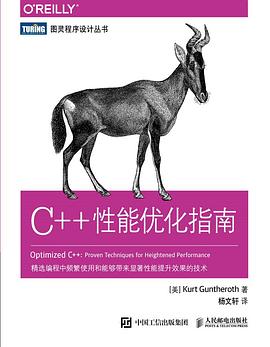 O'REILLY®
TURING 图灵程序设计丛书
C++性能优化指南
Optimized C++: Proven Techniques for Heightened Performance
精选编程中频繁使用和能够带来显著性能提升效果的技术
[美] Kurt Guntheroth 著
杨文轩 译
中国工信出版集团
人民邮电出版社
POSTS & TELECOM PRESS